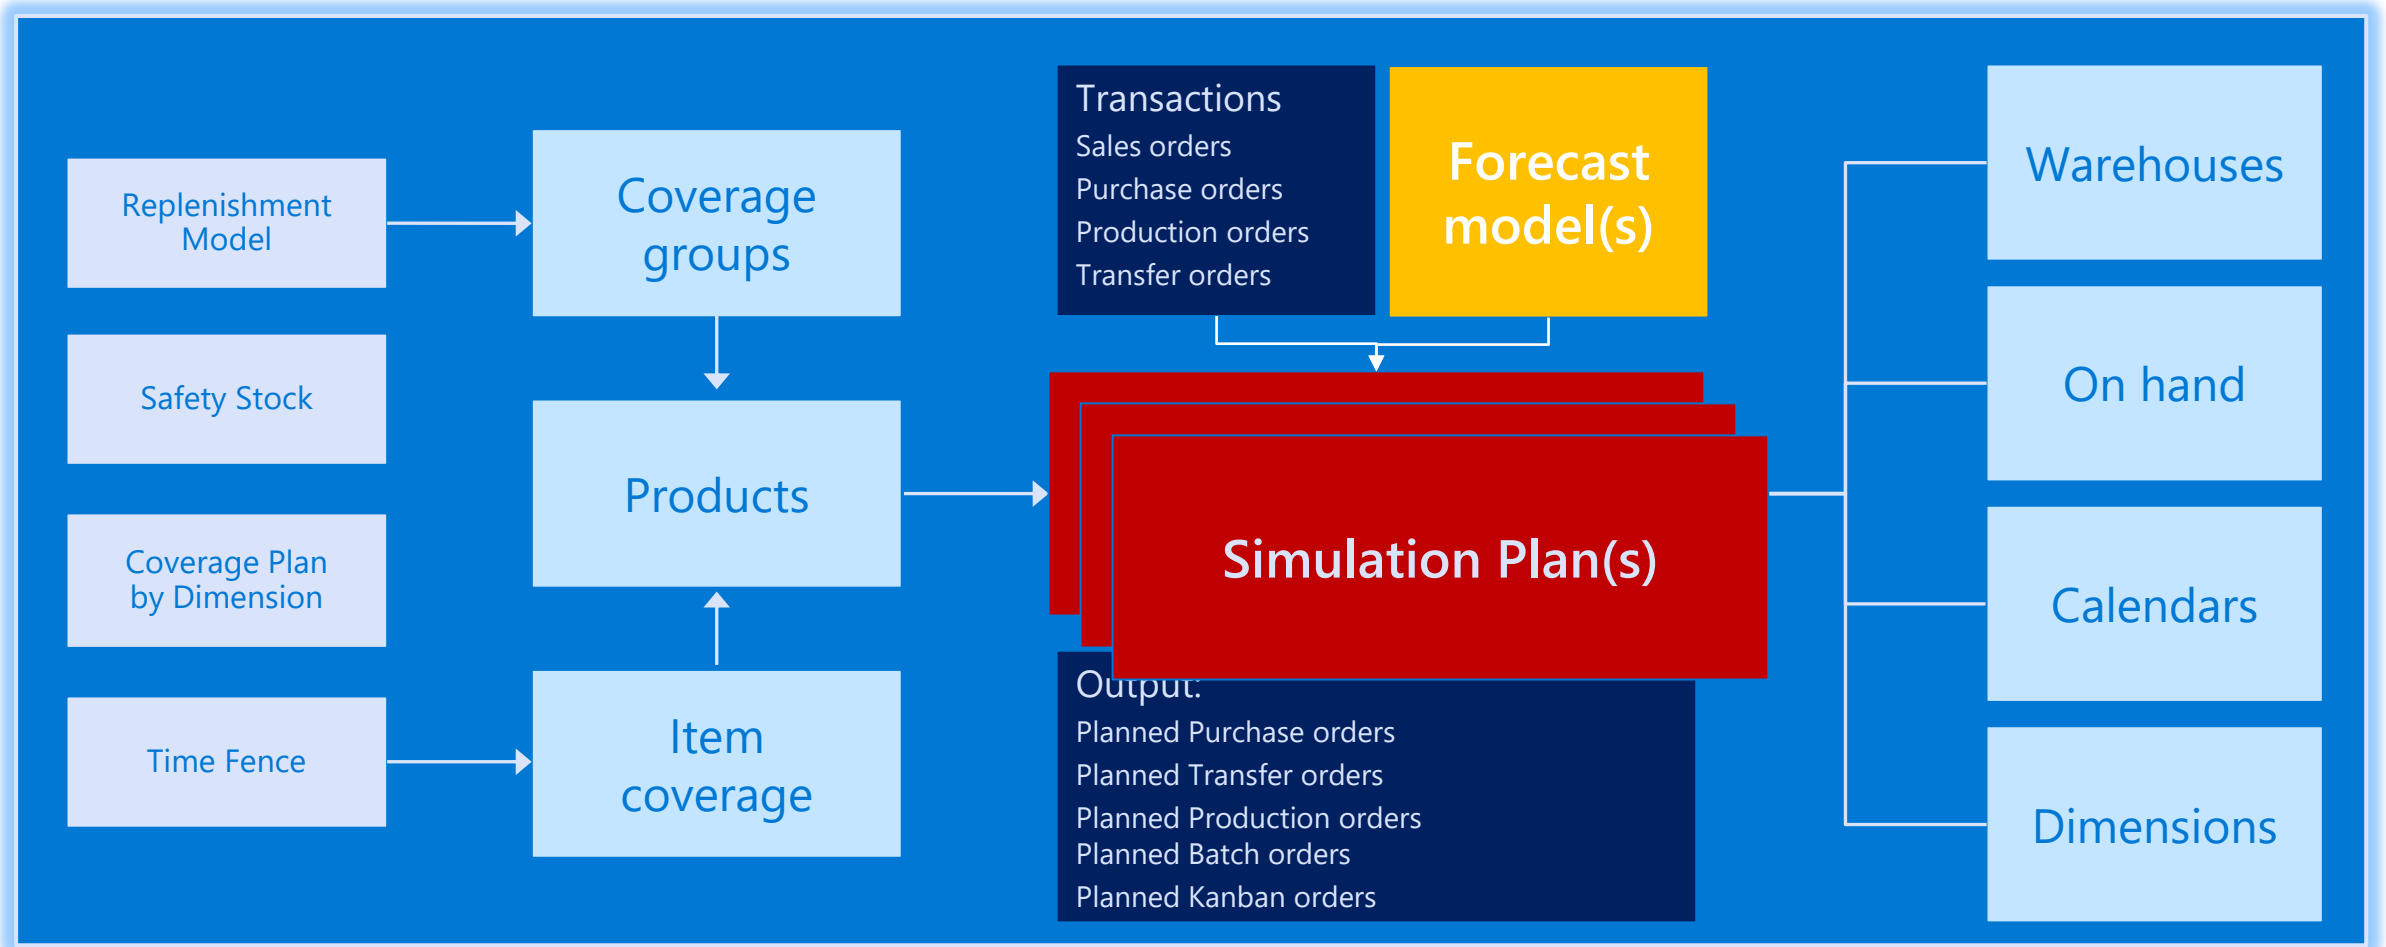 Replenishment
Model
Safety Stock
Coverage Plan
by Dimension
Time Fence
Coverage
groups
Products
Item
coverage
Transactions
Sales orders
Purchase orders
Production orders
Transfer orders
Forecast
model(s)
Simulation Plan(s)
Output:
Planned Purchase orders
Planned Transfer orders
Planned Production orders
Planned Batch orders
Planned Kanban orders
Warehouses
On hand
Calendars
Dimensions